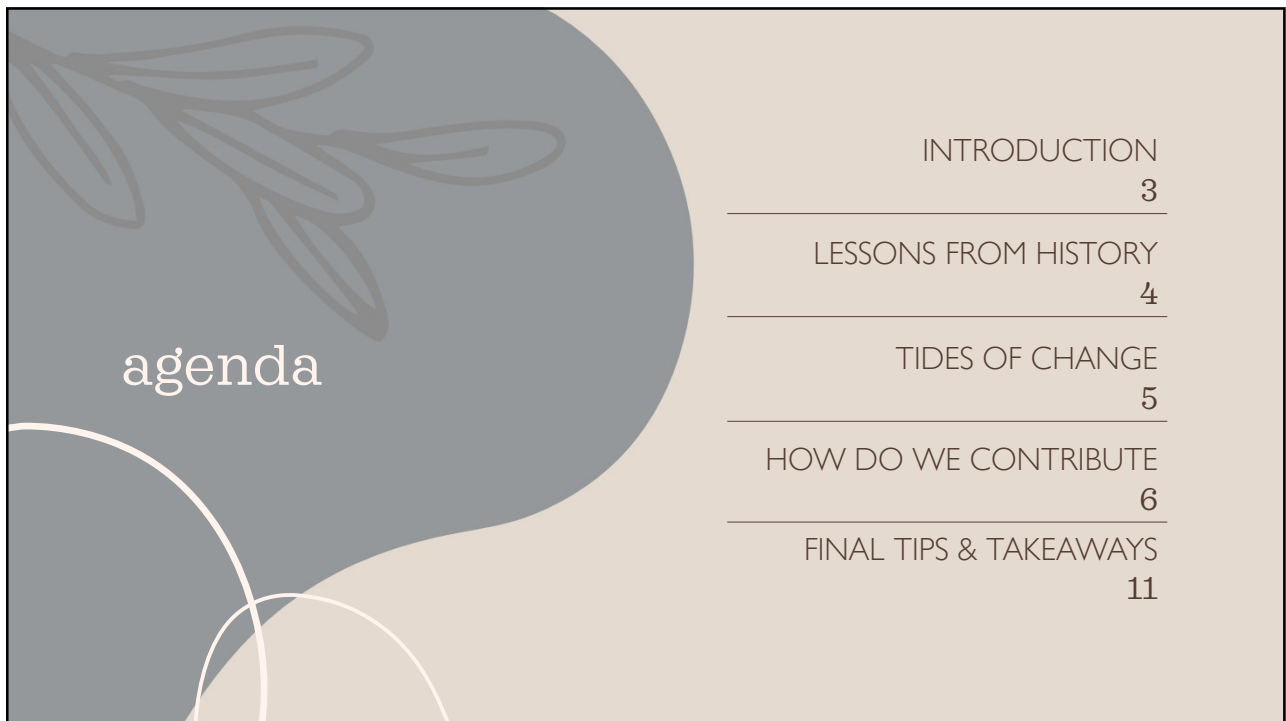 agenda
INTRODUCTION
3
LESSONS FROM HISTORY
4
TIDES OF CHANGE
5
HOW DO WE CONTRIBUTE
6
FINAL TIPS & TAKEAWAYS
11